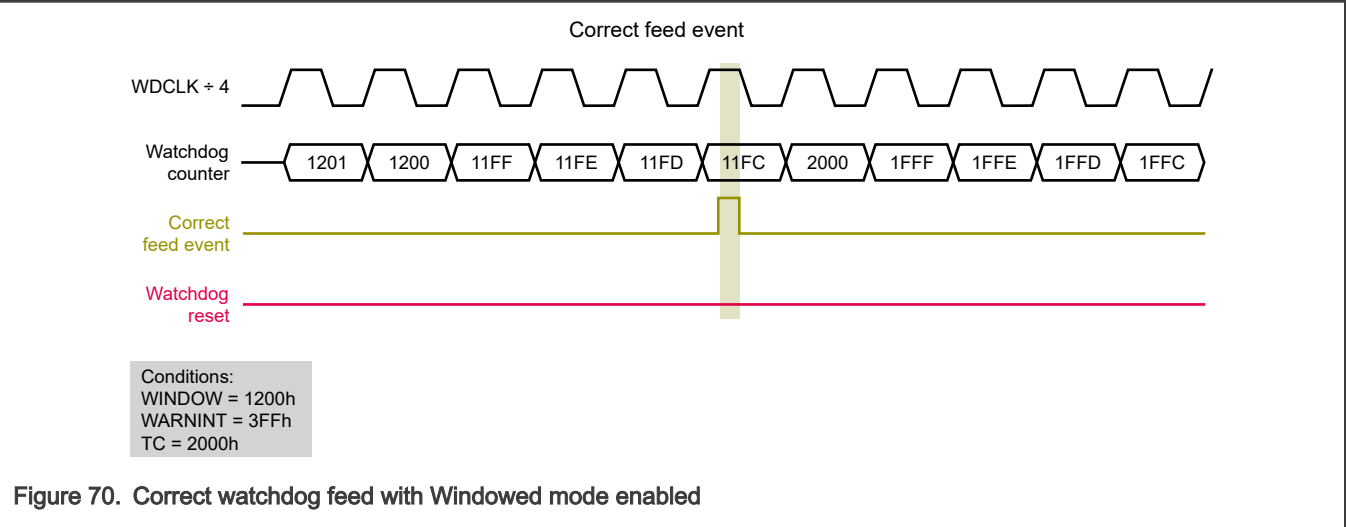 Correct feed event
WDCLK ÷ 4
Watchdog
counter
1201 1200 11FF 11FE 11FD 11FC 2000 1FFF 1FFE 1FFD 1FFC
Correct
feed event
Watchdog
reset
Conditions:
WINDOW = 1200h
WARNINT = 3FFh
TC = 2000h
Figure 70. Correct watchdog feed with Windowed mode enabled